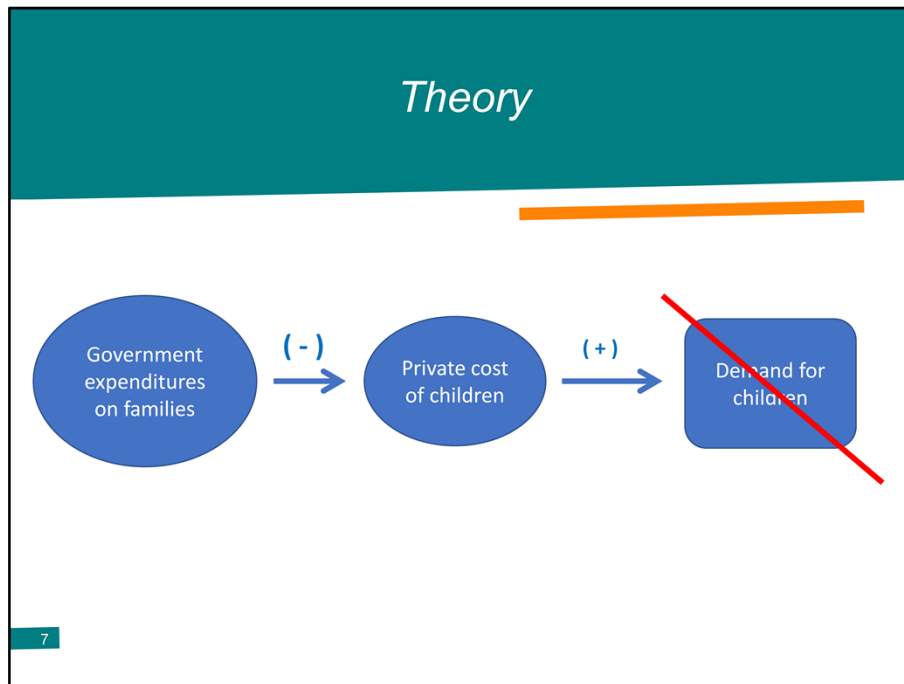 Theory
Government
expenditures
on families
( - )
Private cost
of children
( + )
Demand for
children
7